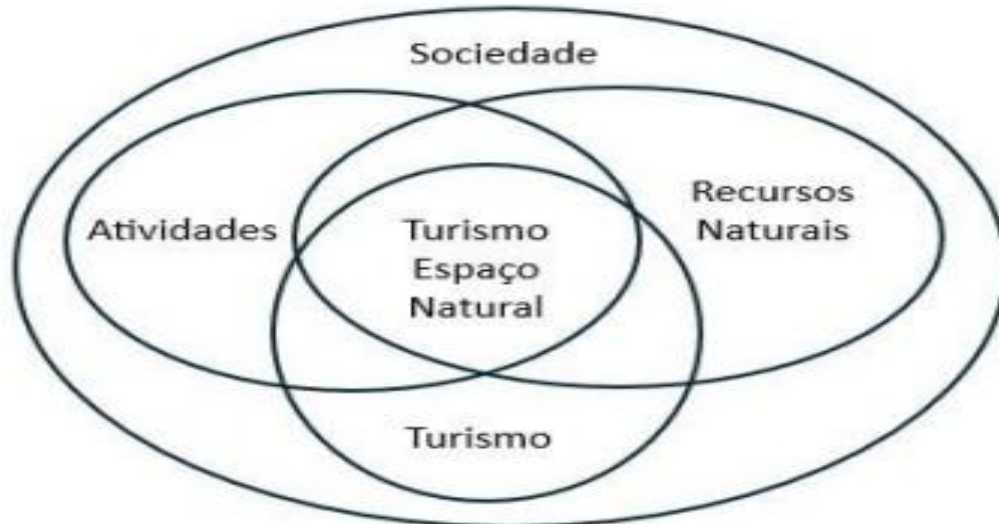 Sociedade
Atividades
Turismo
Espaço
Natural
Recursos
Naturais
Turismo